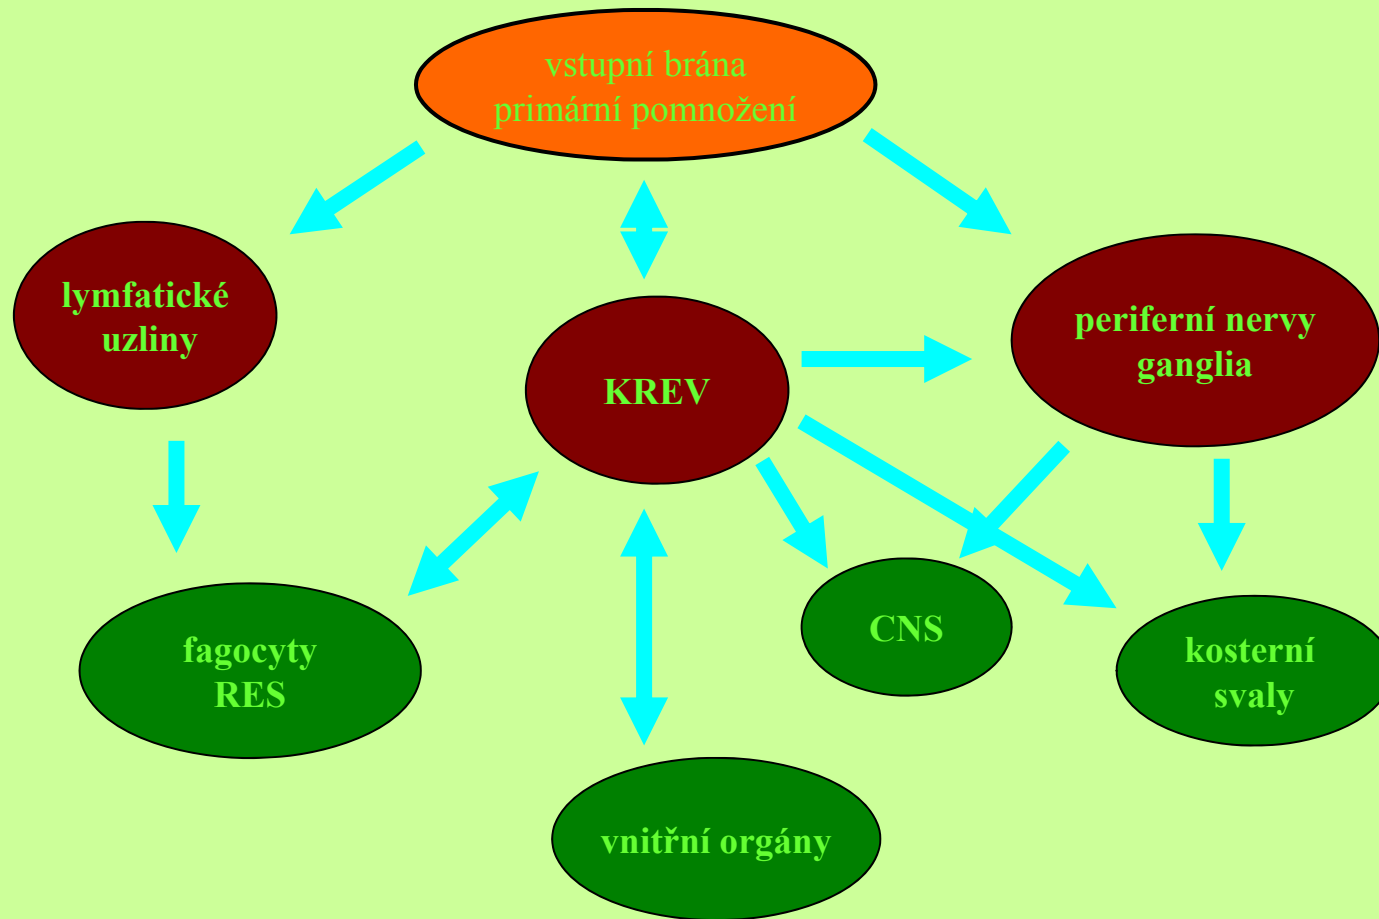 vstupní brána
primární pomnožení
lymfatické
uzliny
KREV
periferní nervy
ganglia
fagocyty
RES
CNS
kosterní
svaly
vnitřní orgány